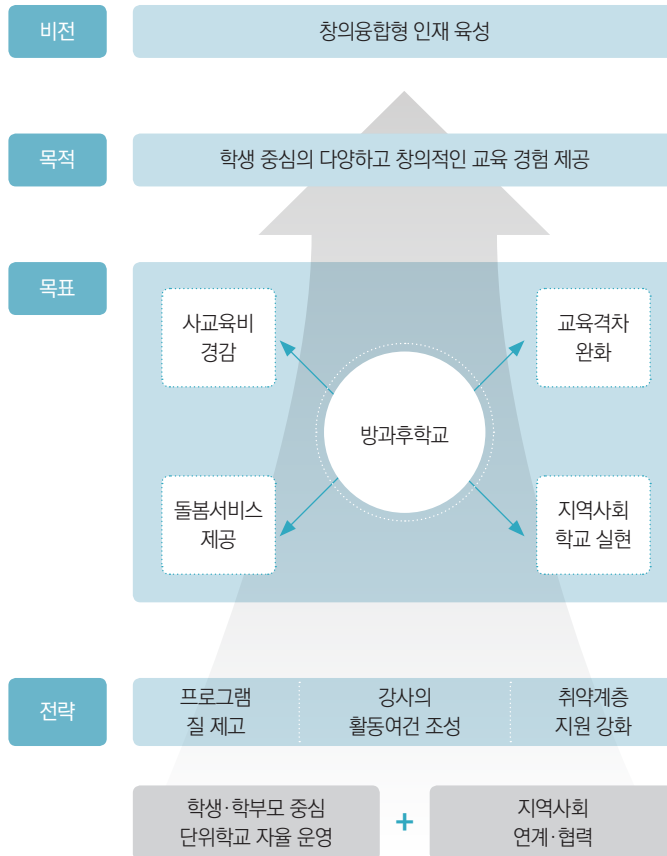 비전
창의융합형 인재 육성
목적
학생 중심의 다양하고 창의적인 교육 경험 제공
목표
사교육비
경감
교육격차
완화
방과후학교
돌봄서비스
제공
지역사회
학교 실현
전략
프로그램
질 제고
강사의
활동여건 조성
취약계층
지원 강화
학생·학부모 중심
단위학교 자율 운영
+
지역사회
연계·협력